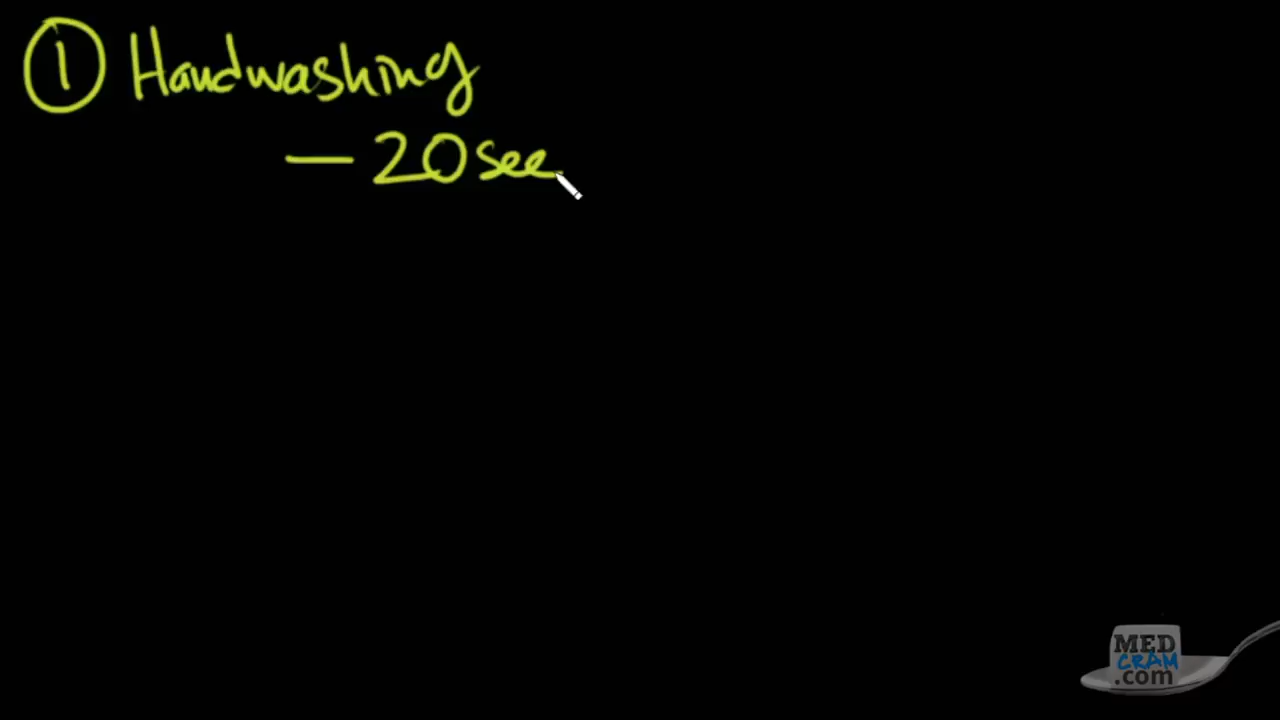 ① Handwashing
— 20 sec
MED
CRAM
.com